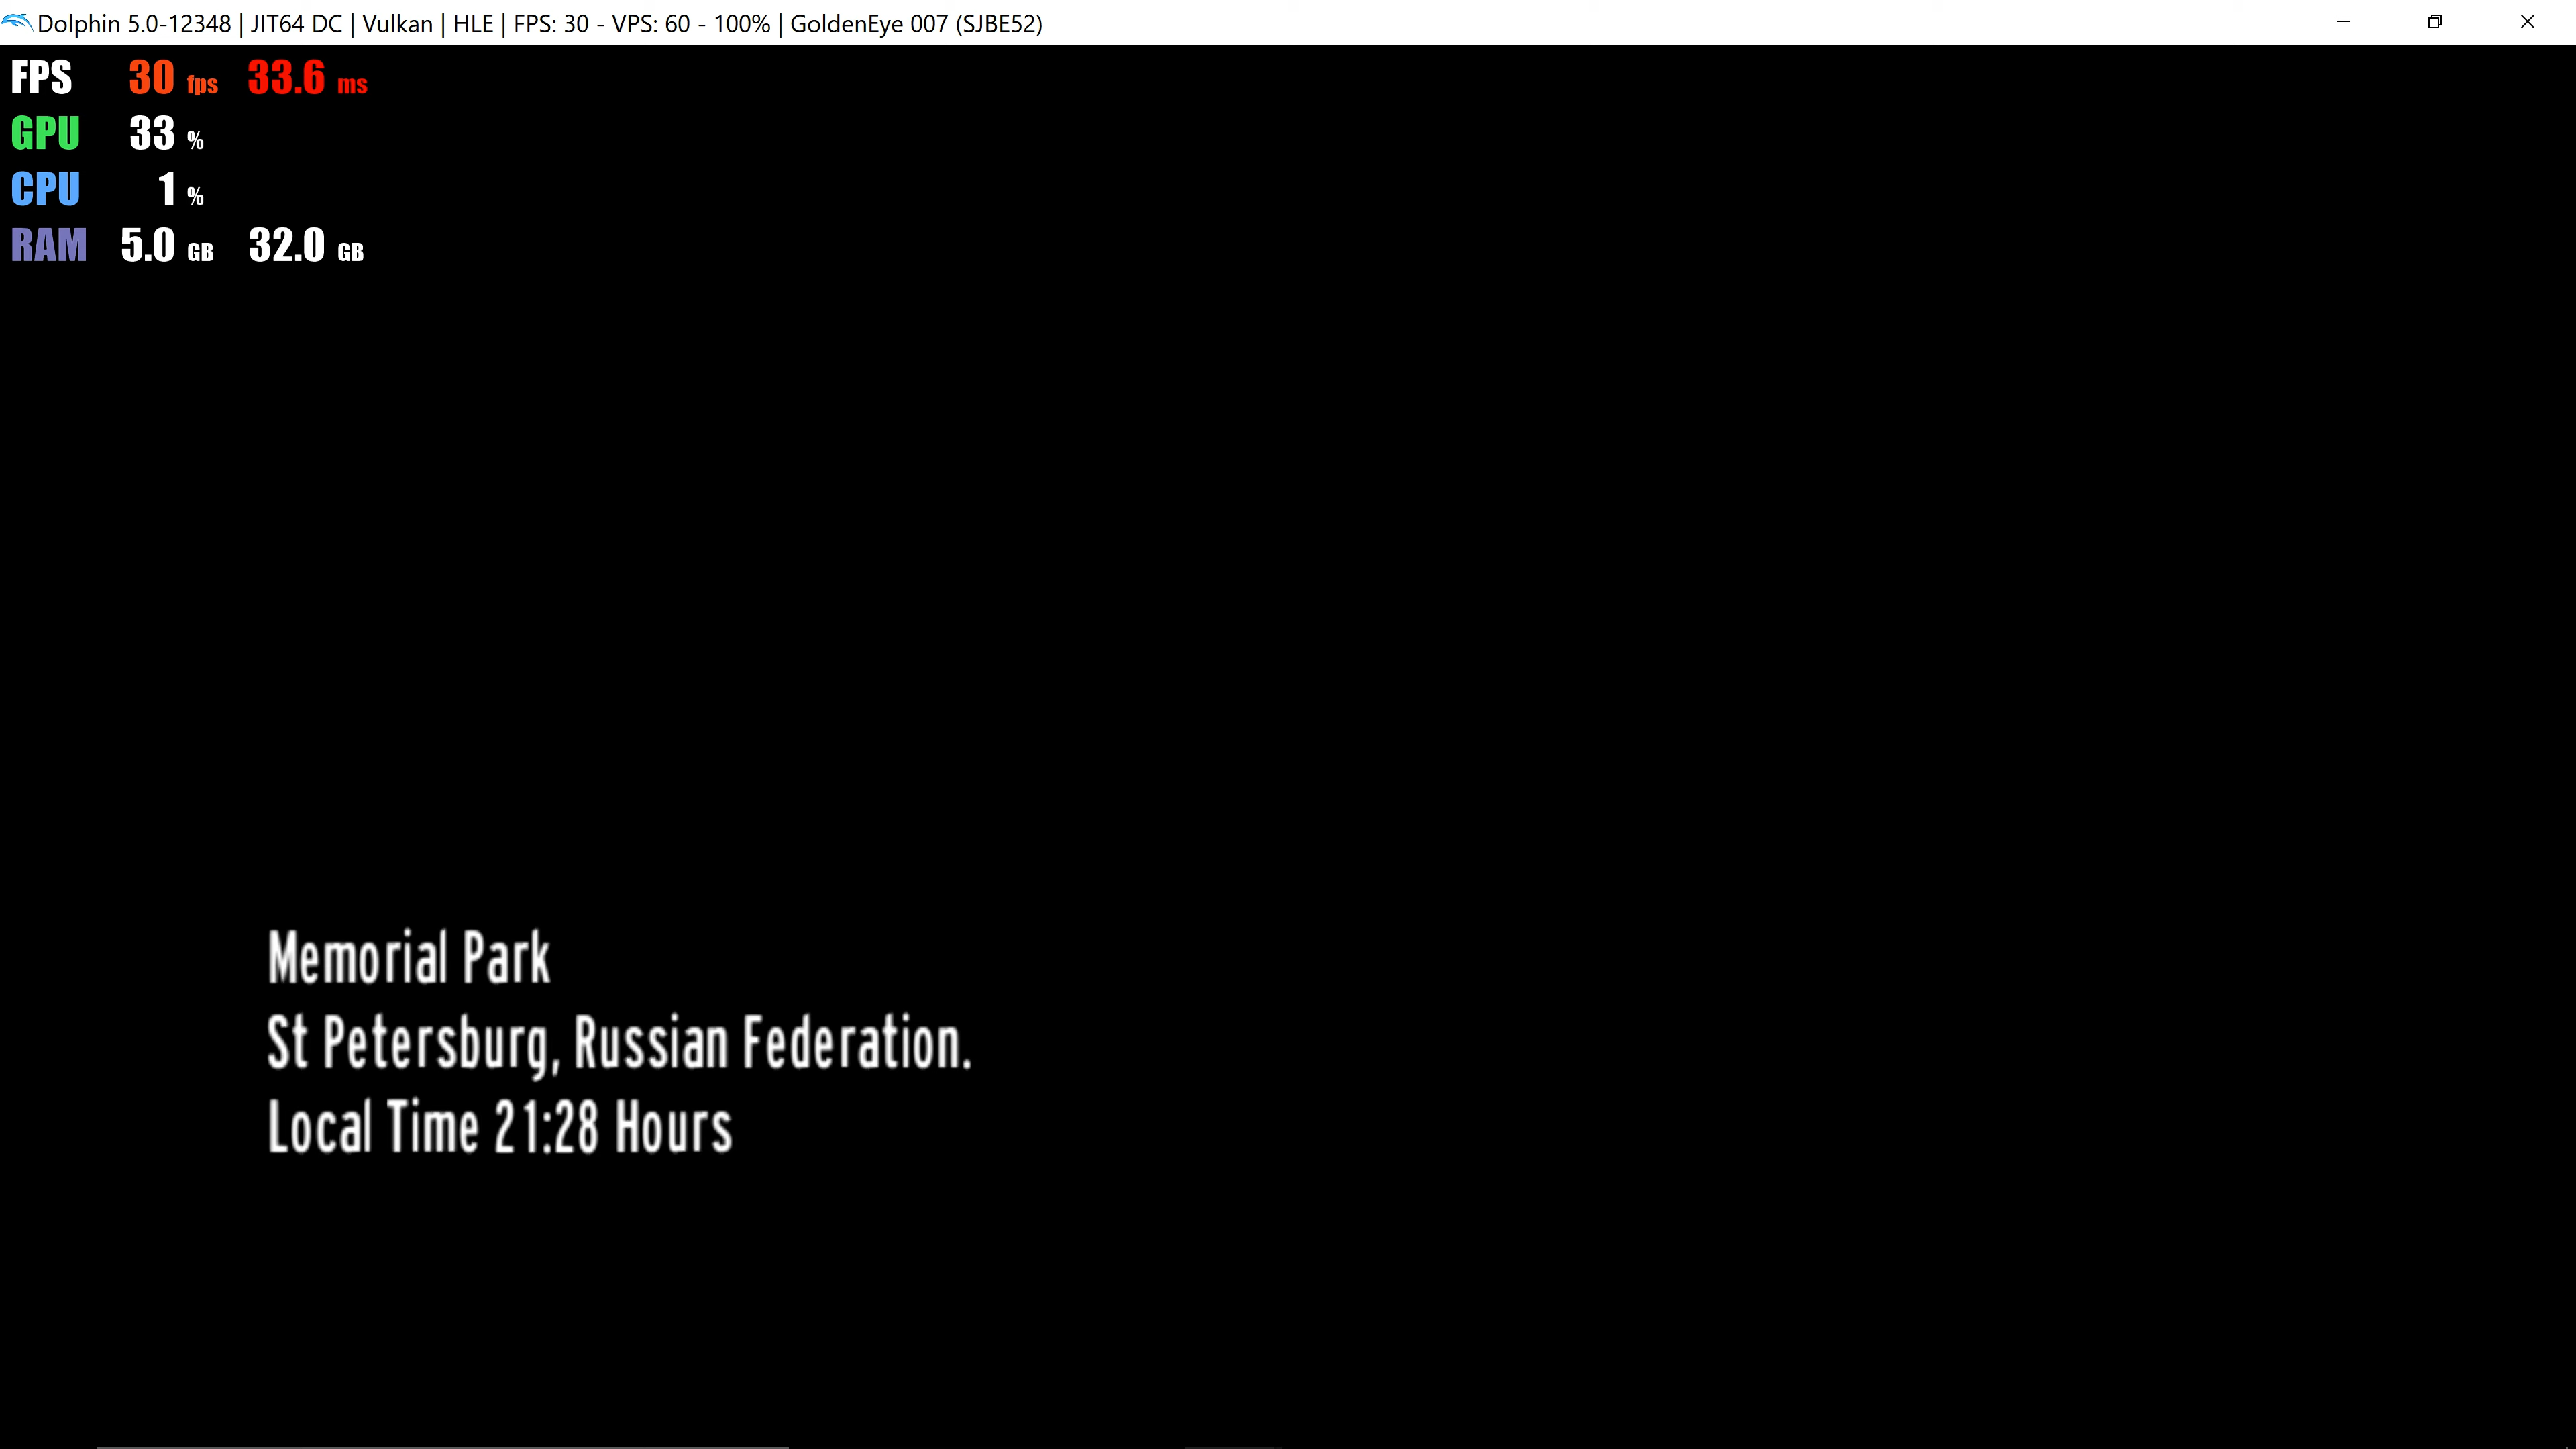 Dolphin 5.0-12348 | JIT64 DC | Vulkan | HLE | FPS: 30 - VPS: 60 - 100% | GoldenEye 007 (SJBE52)
FPS 30 fps 33.6 ms
GPU 33 %
CPU 1 %
RAM 5.0 GB 32.0 GB
Memorial Park
St Petersburg, Russian Federation.
Local Time 21:28 Hours